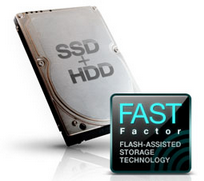 SSD
+
HDD
FAST
Factor
FLASH-ASSISTED
STORAGE
TECHNOLOGY